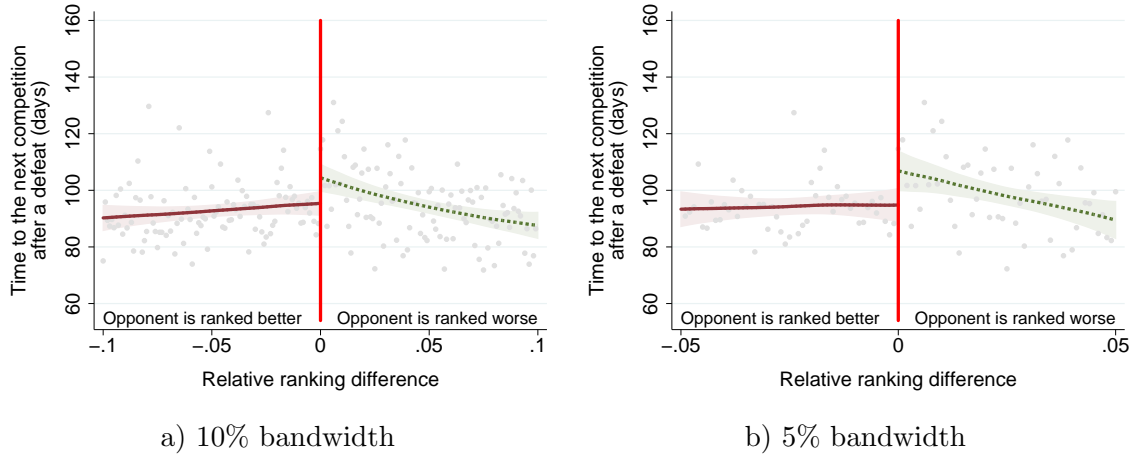 160
140
120
100
80
60
Time to the next competition
after a defeat (days)
Opponent is ranked better
Opponent is ranked worse
-.1
-.05
0
.05
.1
Relative ranking difference
a) 10% bandwidth
160
140
120
100
80
60
Time to the next competition
after a defeat (days)
Opponent is ranked better
Opponent is ranked worse
-.05
0
.05
Relative ranking difference
b) 5% bandwidth